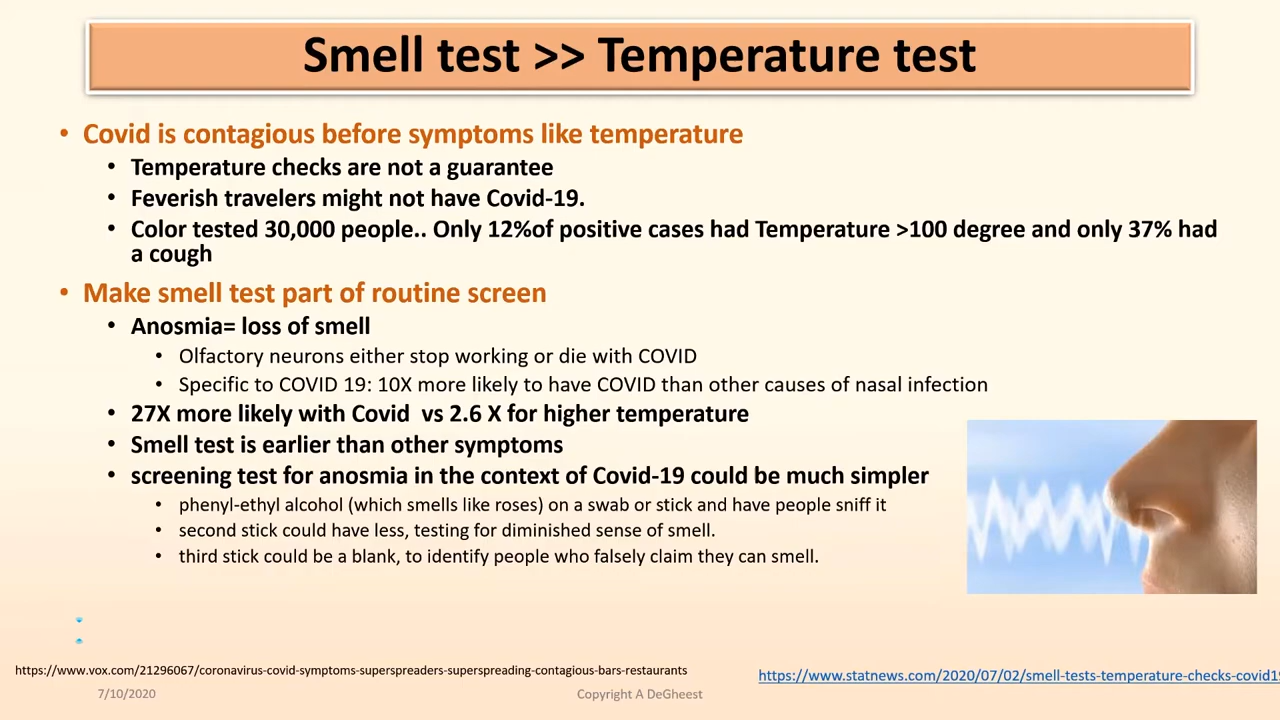 Smell test >> Temperature test
• Covid is contagious before symptoms like temperature
• Temperature checks are not a guarantee
• Feverish travelers might not have Covid-19.
• Color tested 30,000 people.. Only 12%of positive cases had Temperature >100 degree and only 37% had
a cough
• Make smell test part of routine screen
• Anosmia= loss of smell
• Olfactory neurons either stop working or die with COVID
• Specific to COVID 19: 10X more likely to have COVID than other causes of nasal infection
• 27X more likely with Covid  vs 2.6 X for higher temperature
• Smell test is earlier than other symptoms
• screening test for anosmia in the context of Covid-19 could be much simpler
• phenyl-ethyl alcohol (which smells like roses) on a swab or stick and have people sniff it
• second stick could have less, testing for diminished sense of smell.
• third stick could be a blank, to identify people who falsely claim they can smell.
https://www.vox.com/21296067/coronavirus-covid-symptoms-superspreaders-superspreading-contagious-bars-restaurants
https://www.statnews.com/2020/07/02/smell-tests-temperature-checks-covid19
7/10/2020
Copyright A DeGheest